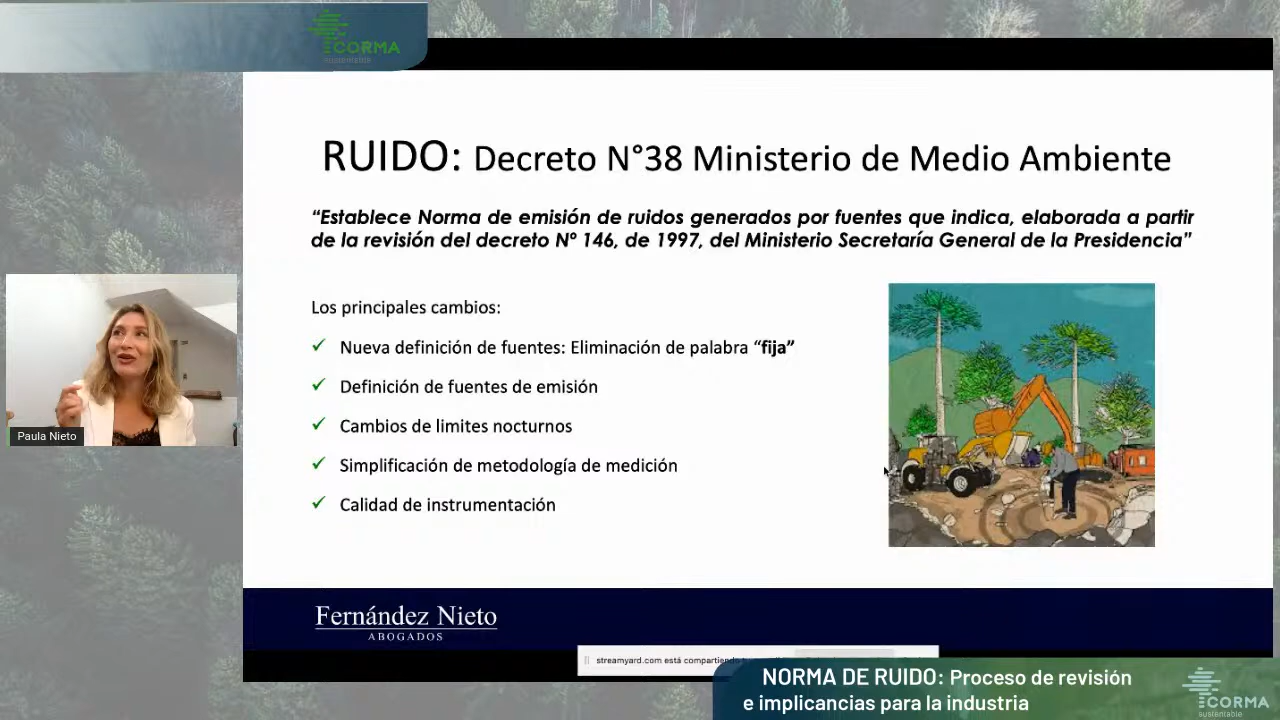 CORMA
sustentable
RUIDO: Decreto N°38 Ministerio de Medio Ambiente
“Establece Norma de emisión de ruidos generados por fuentes que indica, elaborada a partir
de la revisión del decreto Nº 146, de 1997, del Ministerio Secretaría General de la Presidencia”
Los principales cambios:
✓ Nueva definición de fuentes: Eliminación de palabra “fija”
✓ Definición de fuentes de emisión
✓ Cambios de limites nocturnos
✓ Simplificación de metodología de medición
✓ Calidad de instrumentación
Paula Nieto
Fernández Nieto
ABOGADOS
streamyard.com está compartiendo
NORMA DE RUIDO: Proceso de revisión
e implicancias para la industria
CORMA
sustentable